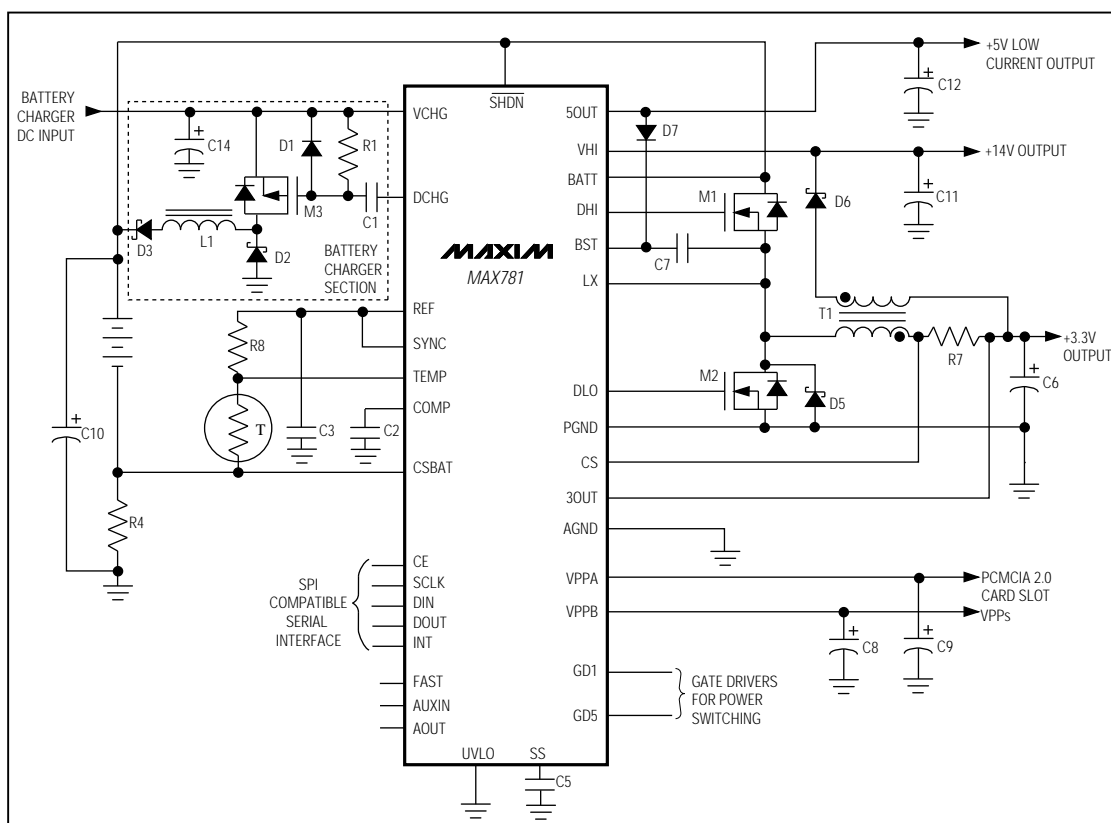 +5V LOW
CURRENT OUTPUT
C12
SHDN
BATTERY
CHARGER
DC INPUT
VCHG
5OUT
C14
D1
R1
D7
VHI
+14V OUTPUT
BATT
DCHG
M3
C1
M1
DHI
D6
C11
D3
L1
D2
BATTERY
CHARGER
SECTION
MAXIM
MAX781
BST
C7
LX
REF
T1
R8
SYNC
R7
+3.3V
OUTPUT
TEMP
M2
DLO
C6
COMP
D5
T
C3
C2
PGND
C10
CSBAT
CS
3OUT
R4
AGND
CE
SCLK
DIN
DOUT
INT
SPI
COMPATIBLE
SERIAL
INTERFACE
VPPA
PCMCIA 2.0
CARD SLOT
VPPs
VPPB
C8
C9
FAST
AUXIN
AOUT
GD1
GD5
GATE DRIVERS
FOR POWER
SWITCHING
UVLO
SS
C5